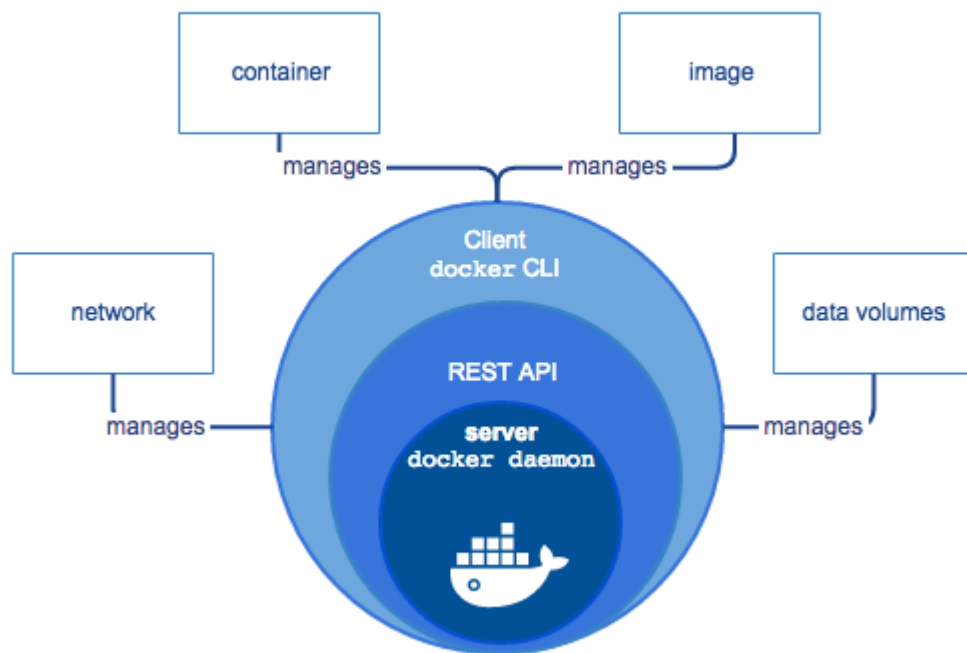 container
image
manages
manages
Client
docker CLI
network
data volumes
REST API
manages
manages
server
docker daemon